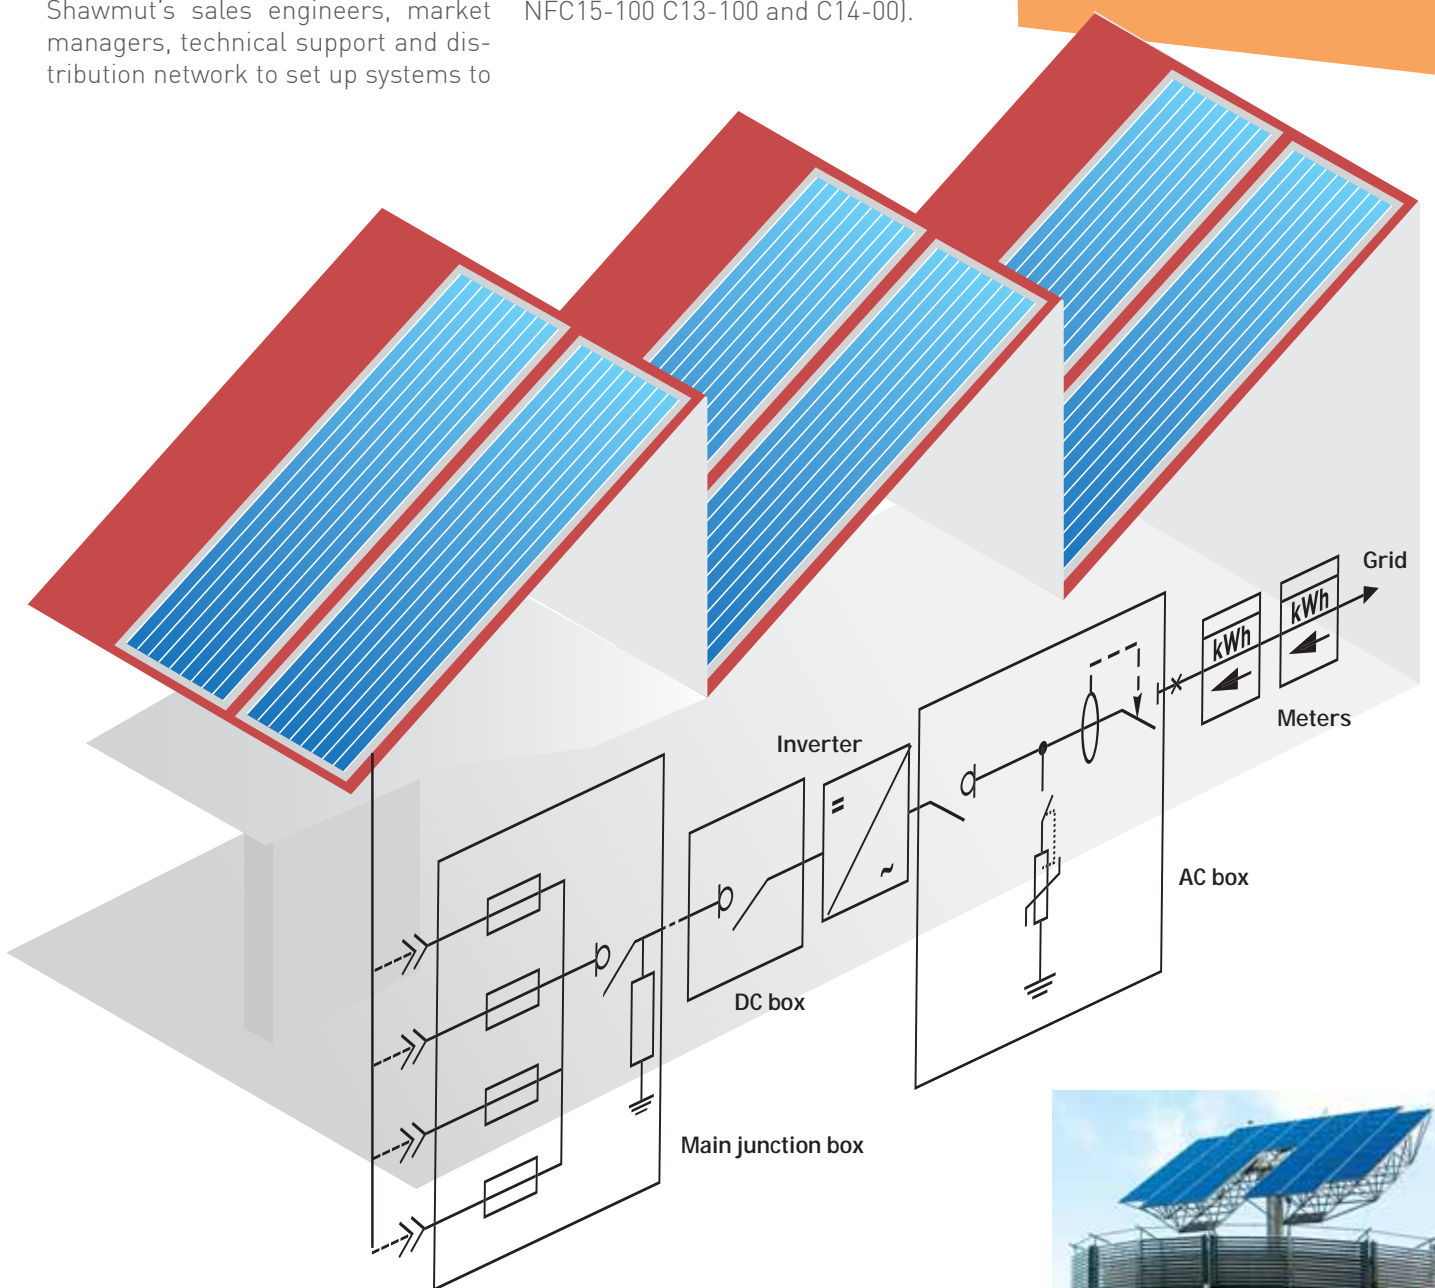 Shawmut's sales engineers, market
managers, technical support and dis-
tribution network to set up systems to
NFC15-100 C13-100 and C14-00).
Grid
kWh
kWh
Meters
Inverter
=
~
AC box
DC box
Main junction box